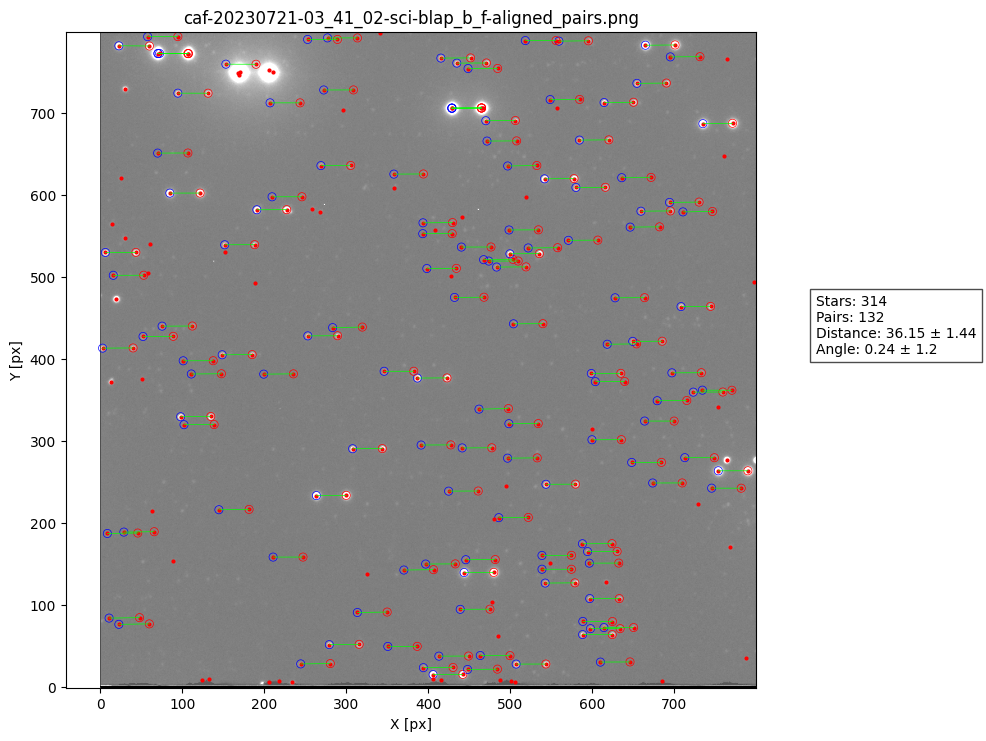 caf-20230721-03_41_02-sci-blap_b_f-aligned_pairs.png
700
600
500
400
300
200
100
0
Y [px]
0 100 200 300 400 500 600 700
X [px]
Stars: 314
Pairs: 132
Distance: 36.15 ± 1.44
Angle: 0.24 ± 1.2